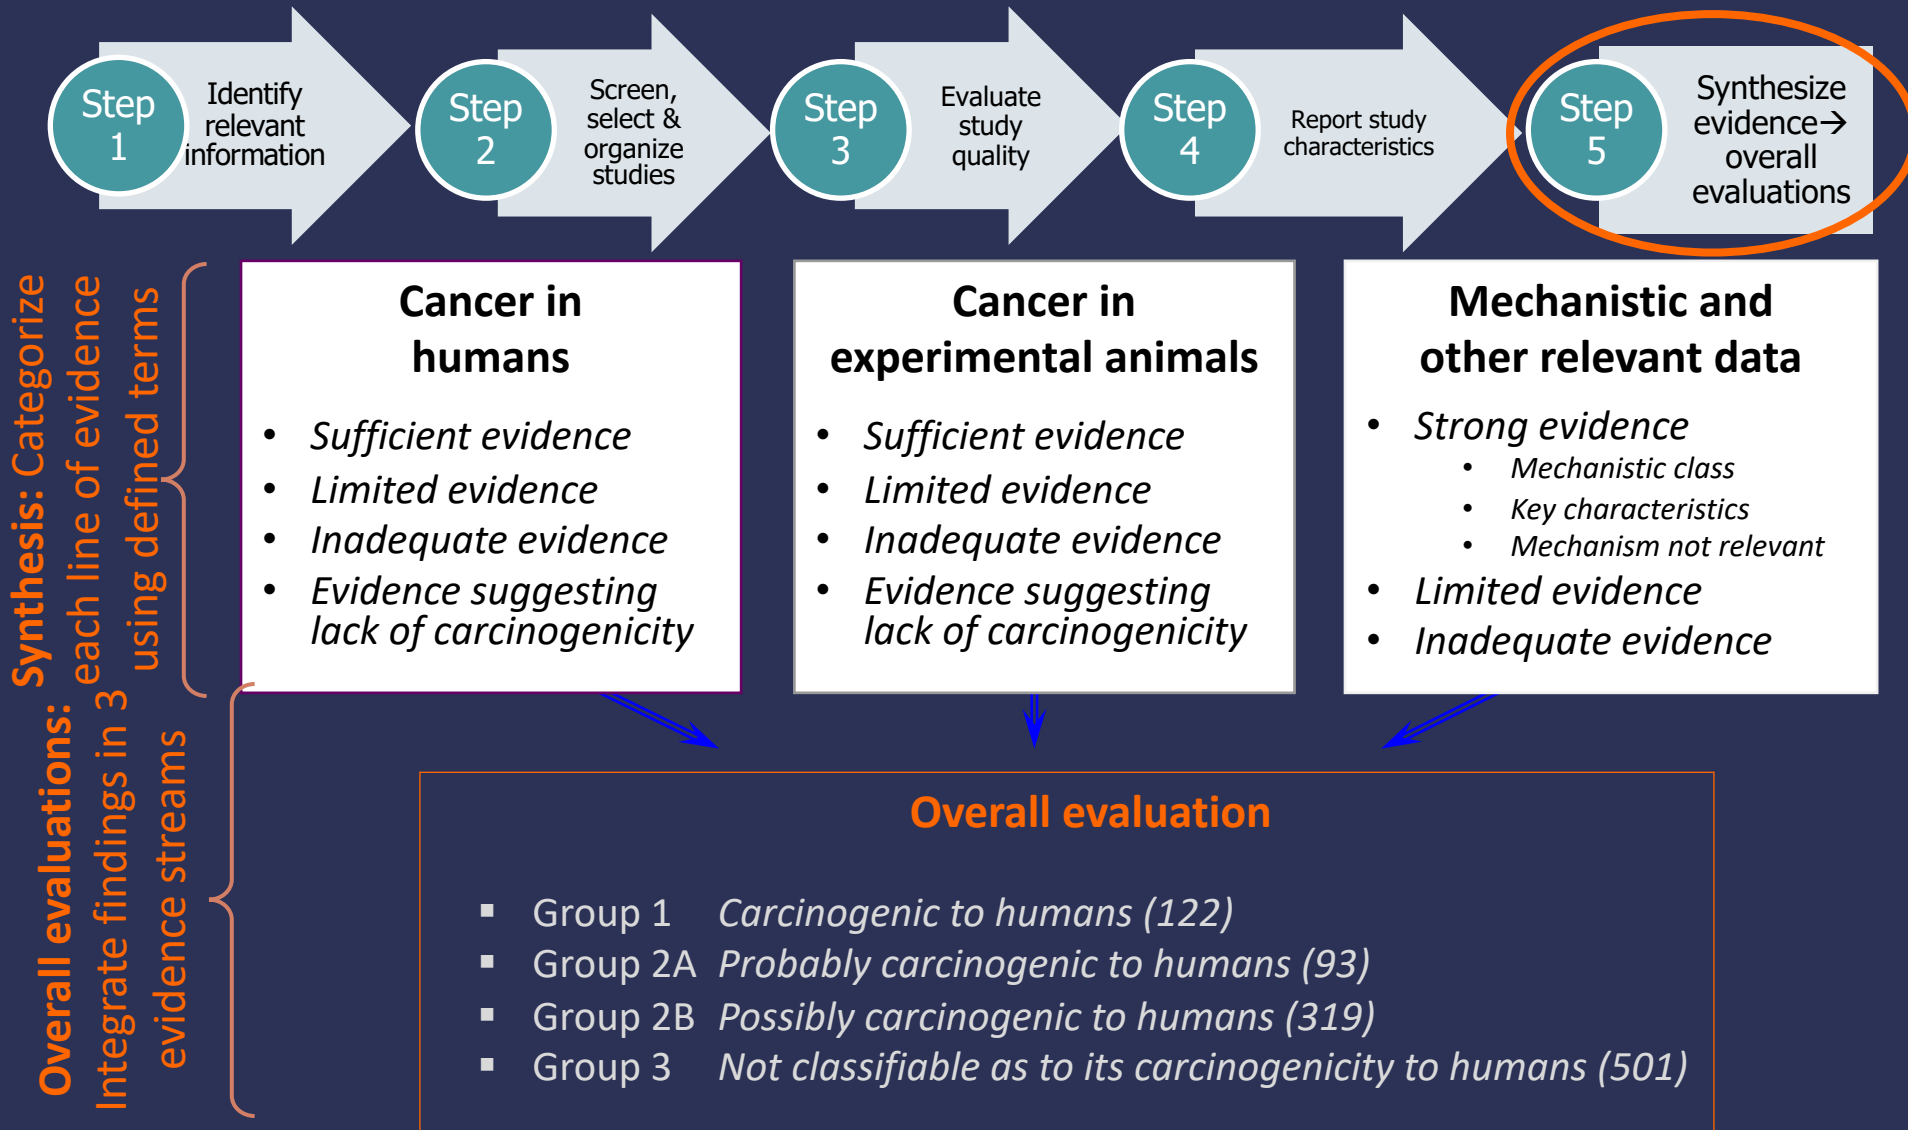 Step
1
Identify
relevant
information
Step
2
Screen,
select &
organize
studies
Step
3
Evaluate
study
quality
Step
4
Report study
characteristics
Step
5
Synthesize
evidence→
overall
evaluations
Synthesis: Categorize
each line of evidence
using defined terms
Cancer in
humans
• Sufficient evidence
• Limited evidence
• Inadequate evidence
• Evidence suggesting
lack of carcinogenicity
Cancer in
experimental animals
• Sufficient evidence
• Limited evidence
• Inadequate evidence
• Evidence suggesting
lack of carcinogenicity
Mechanistic and
other relevant data
• Strong evidence
• Mechanistic class
• Key characteristics
• Mechanism not relevant
• Limited evidence
• Inadequate evidence
Overall evaluations:
Integrate findings in 3
evidence streams
Overall evaluation
▪ Group 1 Carcinogenic to humans (122)
▪ Group 2A Probably carcinogenic to humans (93)
▪ Group 2B Possibly carcinogenic to humans (319)
▪ Group 3 Not classifiable as to its carcinogenicity to humans (501)